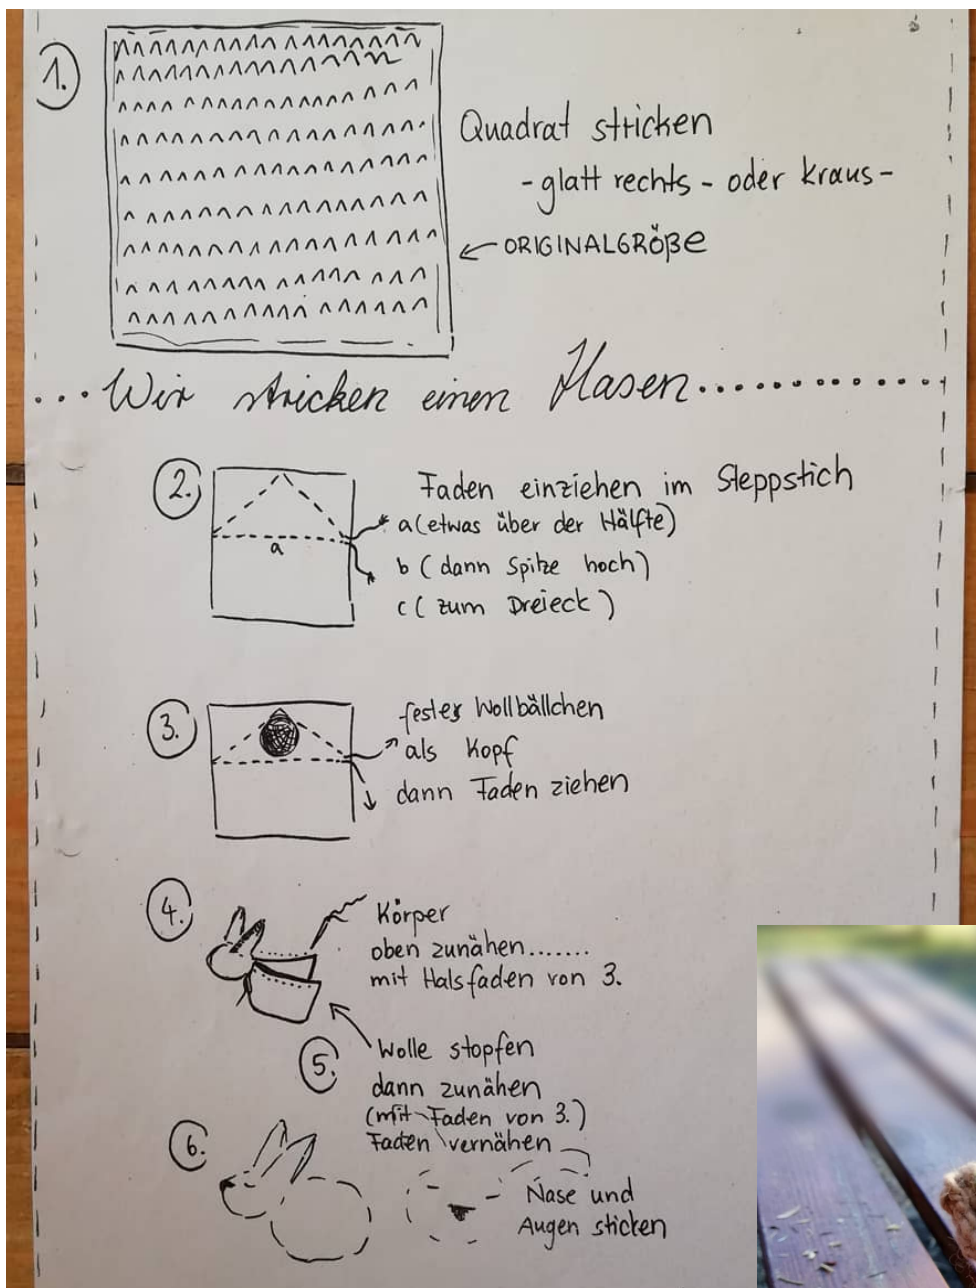 1.
Quadrat stricken
- glatt rechts - oder kraus -
← ORIGINALGRÖßE
... Wir stricken einen Hasen.............
2.
Faden einziehen im Steppstich
a (etwas über der Hälfte)
a
b (dann Spitze hoch)
c (zum Dreieck)
3.
festes Wollbällchen
als Kopf
dann Faden ziehen
4.
Körper
oben zunähen.......
mit Halsfaden von 3.
5.
Wolle stopfen
dann zunähen
(mit Faden von 3.)
Faden vernähen
6.
Nase und
Augen sticken